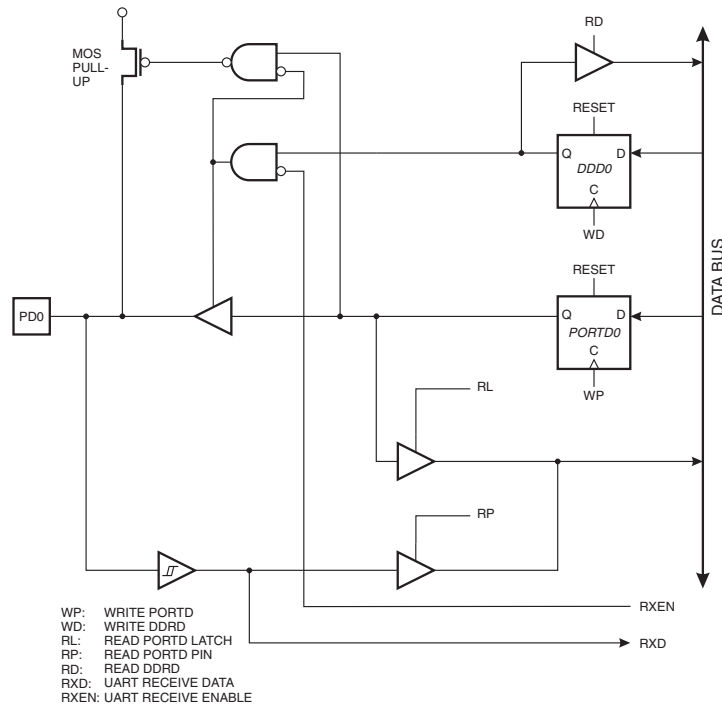 RD
MOS
PULL-
UP
RESET
Q
D
DDD0
C
WD
DATA BUS
RESET
PD0
Q
D
PORTD0
C
WP
RL
RP
RXEN
RXD
WP: WRITE PORTD
WD: WRITE DDRD
RL: READ PORTD LATCH
RP: READ PORTD PIN
RD: READ DDRD
RXD: UART RECEIVE DATA
RXEN: UART RECEIVE ENABLE